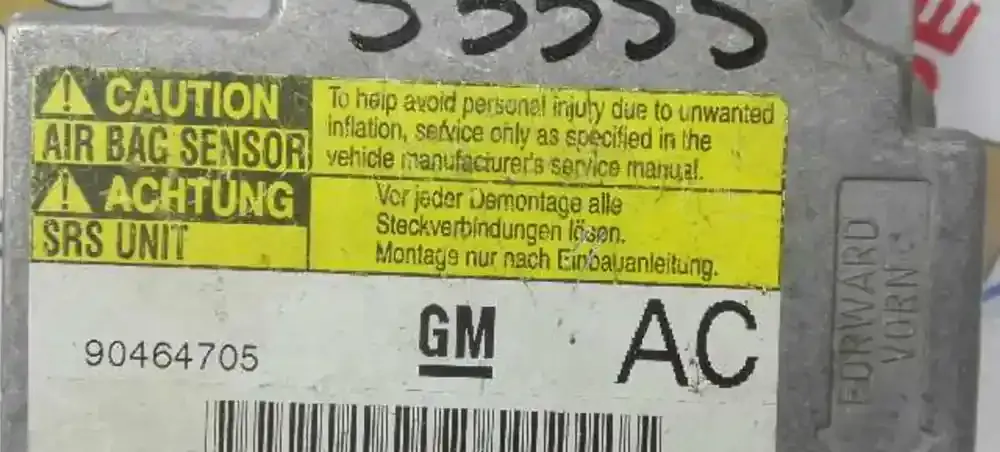 CAUTION
AIR BAG SENSOR
To help avoid personal injury due to unwanted
inflation, service only as specified in the
vehicle manufacturer's service manual.
ACHTUNG
SRS UNIT
Vor jeder Demontage alle
Steckverbindungen lösen.
Montage nur nach Einbauanleitung.
90464705
GM
AC
FORWARD
VORN